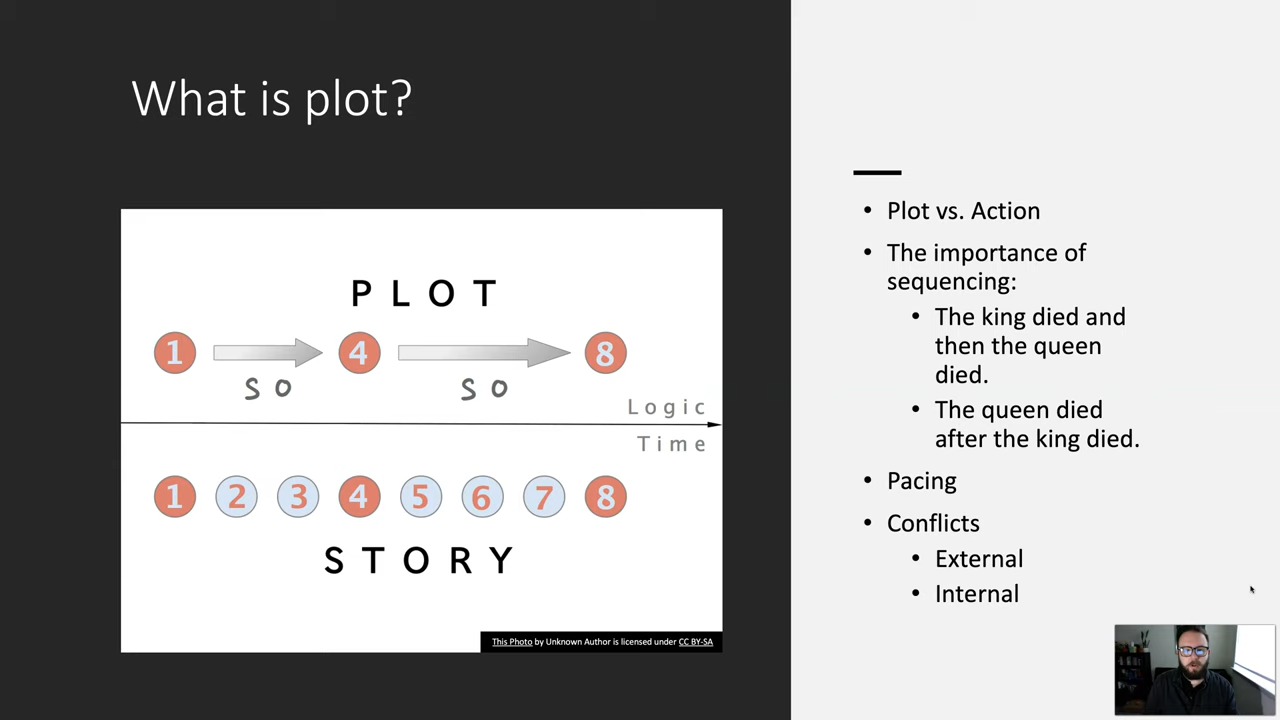 What is plot?
PLOT
1 4 8
SO SO
Logic
Time
1 2 3 4 5 6 7 8
STORY
This Photo by Unknown Author is licensed under CC BY-SA
• Plot vs. Action
• The importance of
sequencing:
• The king died and
then the queen
died.
• The queen died
after the king died.
• Pacing
• Conflicts
• External
• Internal